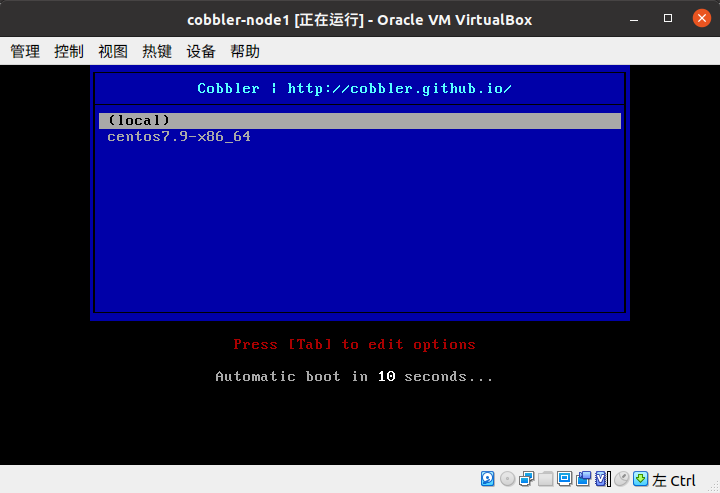 cobbler-node1 [正在运行] - Oracle VM VirtualBox
管理 控制 视图 热键 设备 帮助
Cobbler | http://cobbler.github.io/
(local)
centos7.9-x86_64
Press [Tab] to edit options
Automatic boot in 10 seconds...
左 Ctrl